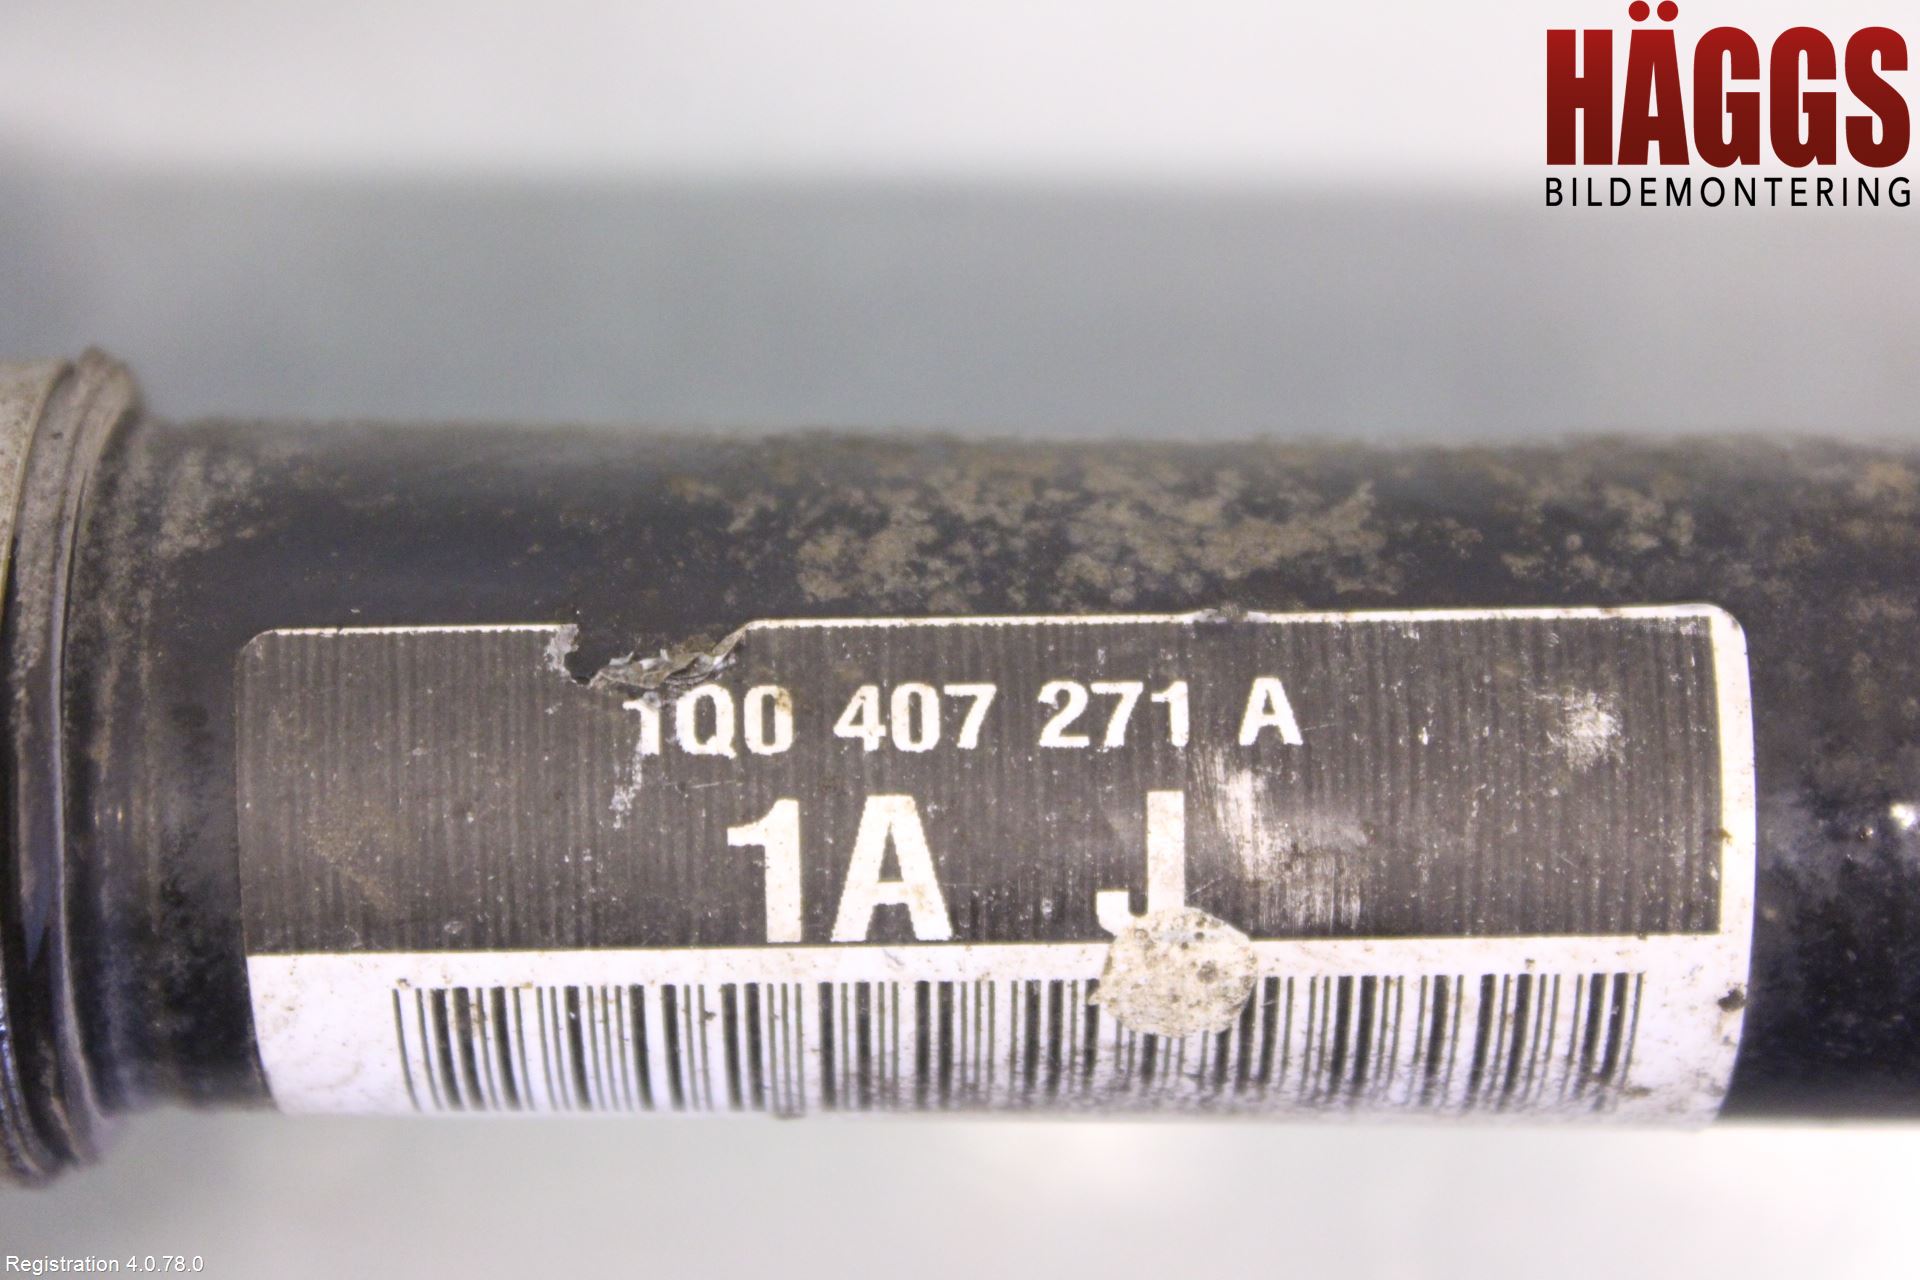 HÄGGS
BILDEMONTERING
1Q0 407 271 A
1A J
Registration 4.0.78.0